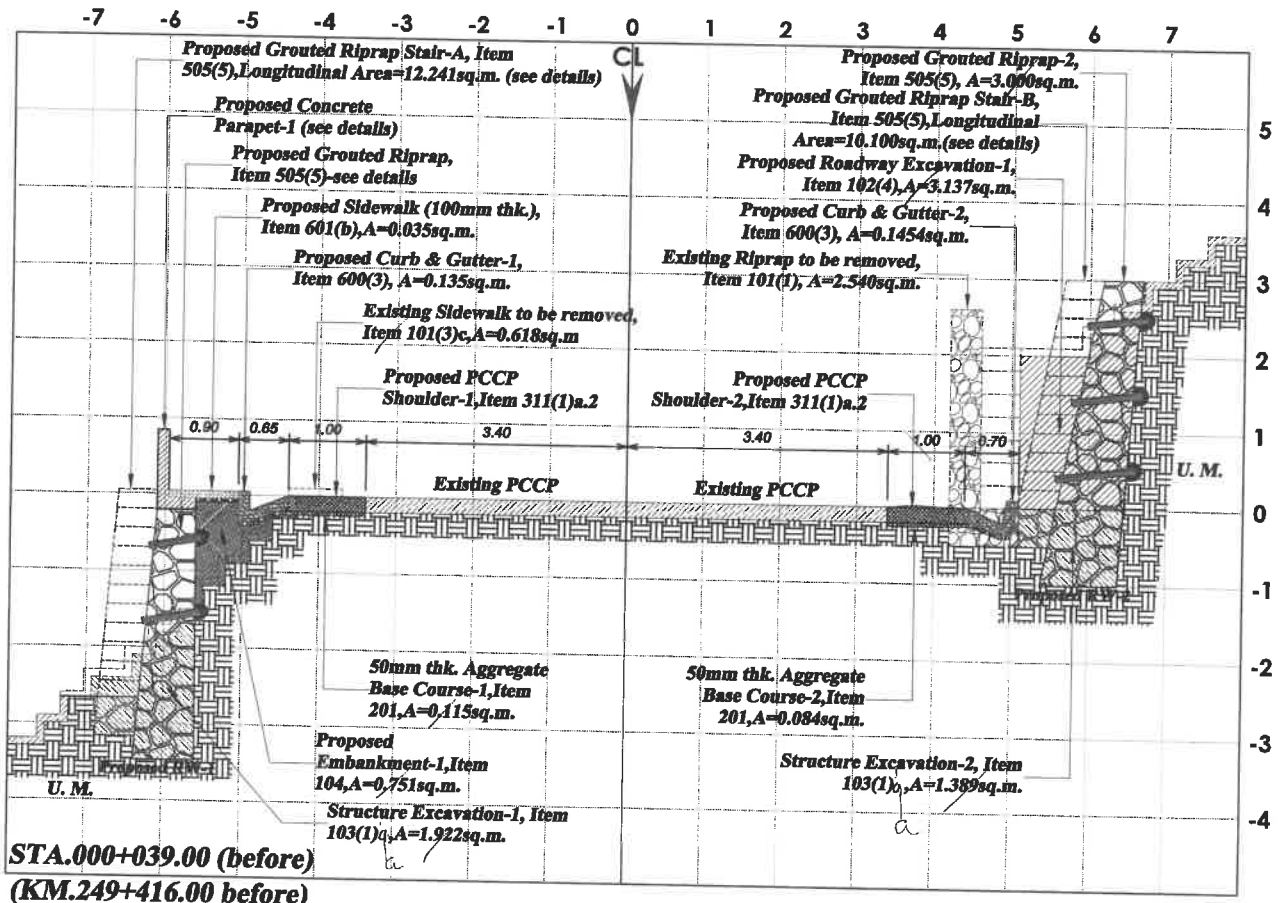 -7 -6 -5 -4 -3 -2 -1 0 1 2 3 4 5 6 7
CL
Proposed Grouted Riprap Stair-A, Item
505(5),Longitudinal Area=12.241sq.m. (see details)
Proposed Concrete
Parapet-1 (see details)
Proposed Grouted Riprap,
Item 505(5)-see details
Proposed Sidewalk (100mm thk.),
Item 601(b),A=0.035sq.m.
Proposed Curb & Gutter-1,
Item 600(3), A=0.135sq.m.
Existing Sidewalk to be removed,
Item 101(3)c,A=0.618sq.m
Proposed PCCP
Shoulder-1,Item 311(1)a.2
Proposed Grouted Riprap-2,
Item 505(5), A=3.000sq.m.
Proposed Grouted Riprap Stair-B,
Item 505(5),Longitudinal
Area=10.100sq.m.(see details)
Proposed Roadway Excavation-1,
Item 102(4),A=3.137sq.m.
Proposed Curb & Gutter-2,
Item 600(3), A=0.1454sq.m.
Existing Riprap to be removed,
Item 101(1), A=2.540sq.m.
Proposed PCCP
Shoulder-2,Item 311(1)a.2
5
4
3
2
1
0
-1
-2
-3
-4
0.90 0.65 1.00 3.40 3.40 1.00 0.70
Existing PCCP Existing PCCP
U. M.
50mm thk. Aggregate
Base Course-1,Item
201,A=0.115sq.m.
50mm thk. Aggregate
Base Course-2,Item
201,A=0.084sq.m.
Proposed
Embankment-1,Item
104,A=0.751sq.m.
Structure Excavation-1, Item
103(1)a,A=1.922sq.m.
a
Structure Excavation-2, Item
103(1)a,A=1.389sq.m.
a
Proposed
U. M.
STA.000+039.00 (before)
(KM.249+416.00 before)